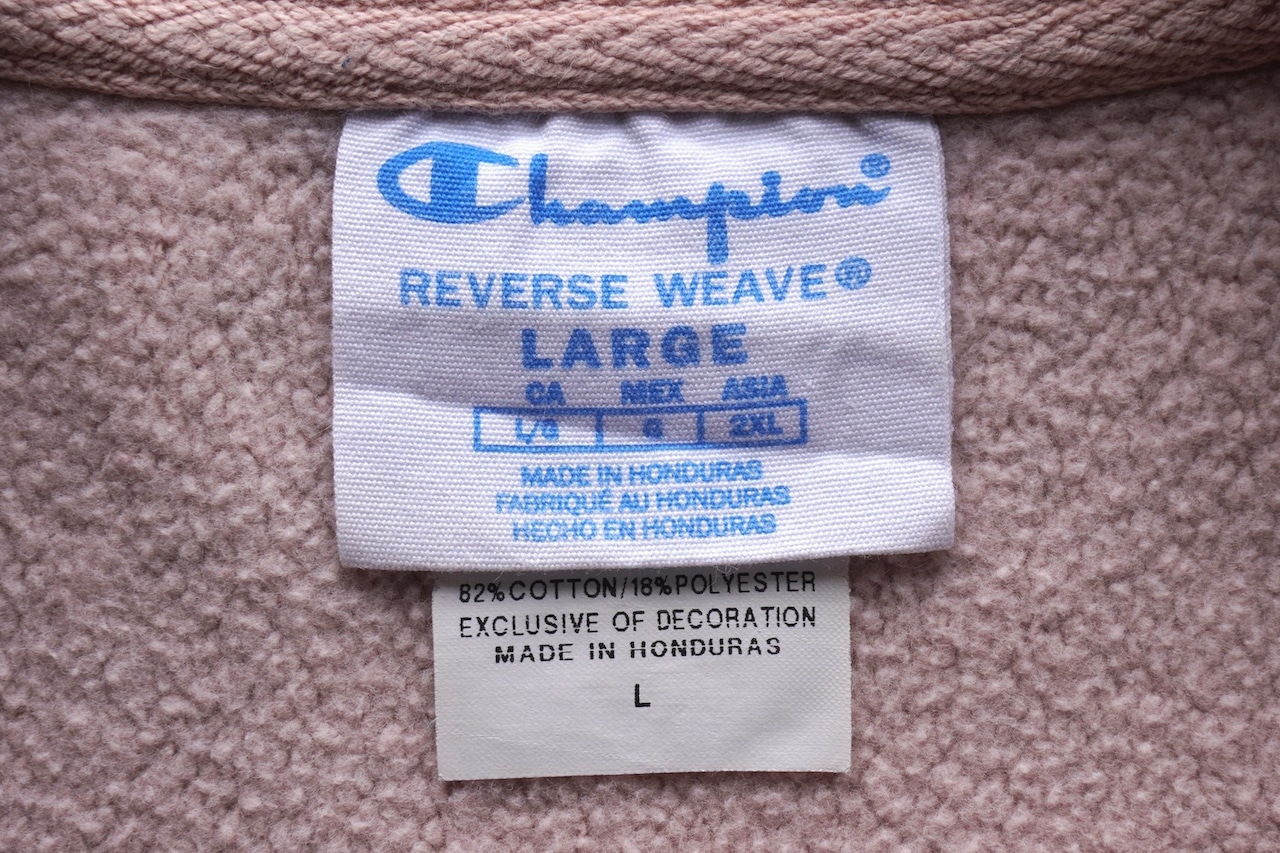 Champion®
REVERSE WEAVE®
LARGE
CA MEX ASIA
L/G G 2XL
MADE IN HONDURAS
FABRIQUÉ AU HONDURAS
HECHO EN HONDURAS
82%COTTON/18%POLYESTER
EXCLUSIVE OF DECORATION
MADE IN HONDURAS
L